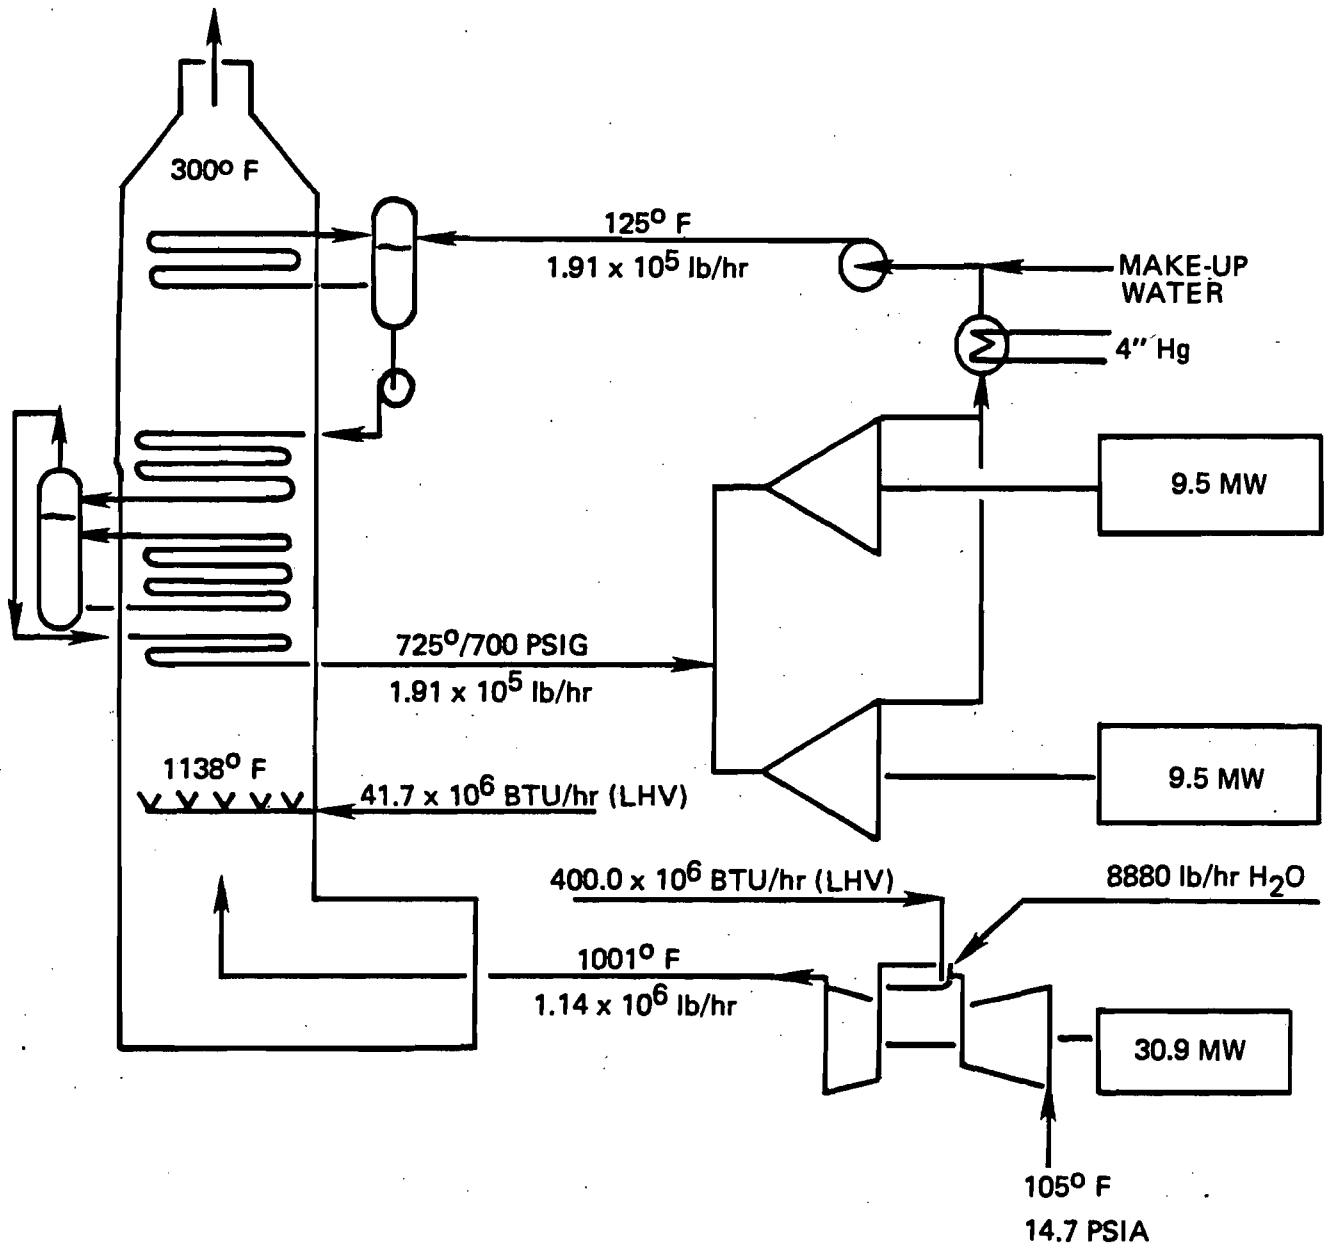 300° F
125° F
1.91 x 10⁵ lb/hr
MAKE-UP
WATER
4" Hg
9.5 MW
725°/700 PSIG
1.91 x 10⁵ lb/hr
1138° F
41.7 x 10⁶ BTU/hr (LHV)
9.5 MW
400.0 x 10⁶ BTU/hr (LHV)
8880 lb/hr H₂O
1001° F
1.14 x 10⁶ lb/hr
30.9 MW
105° F
14.7 PSIA